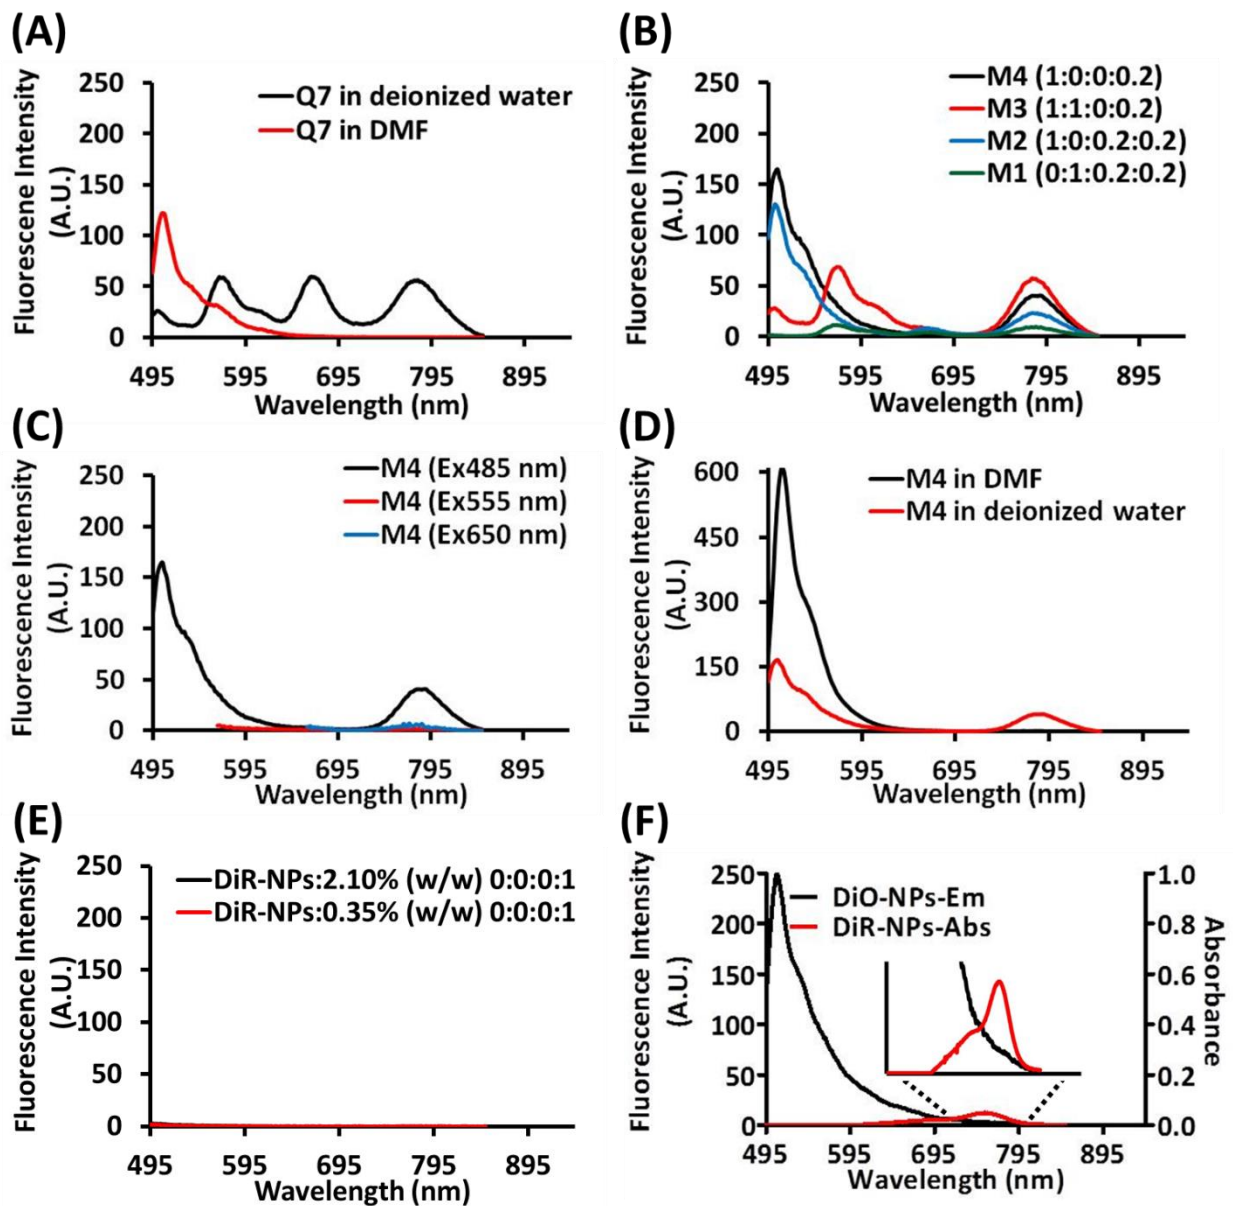 (A)
Fluorescene Intensity
(A.U.)
250
200
150
100
50
0
Q7 in deionized water
Q7 in DMF
495 595 695 795 895
Wavelength (nm)
(B)
Fluorescence Intensity
(A.U.)
250
200
150
100
50
0
M4 (1:0:0:0.2)
M3 (1:1:0:0.2)
M2 (1:0:0.2:0.2)
M1 (0:1:0.2:0.2)
495 595 695 795 895
Wavelength (nm)
(C)
Fluorescence Intensity
(A.U.)
250
200
150
100
50
0
M4 (Ex485 nm)
M4 (Ex555 nm)
M4 (Ex650 nm)
495 595 695 795 895
Wavelength (nm)
(D)
Fluorescence Intensity
(A.U.)
600
450
300
150
0
M4 in DMF
M4 in deionized water
495 595 695 795 895
Wavelength (nm)
(E)
Fluorescence Intensity
(A.U.)
250
200
150
100
50
0
DiR-NPs:2.10% (w/w) 0:0:0:1
DiR-NPs:0.35% (w/w) 0:0:0:1
495 595 695 795 895
Wavelength (nm)
(F)
Fluorescence Intensity
(A.U.)
250
200
150
100
50
0
DiO-NPs-Em
DiR-NPs-Abs
1.0
0.8
0.6
0.4
0.2
0.0
Absorbance
495 595 695 795 895
Wavelength (nm)